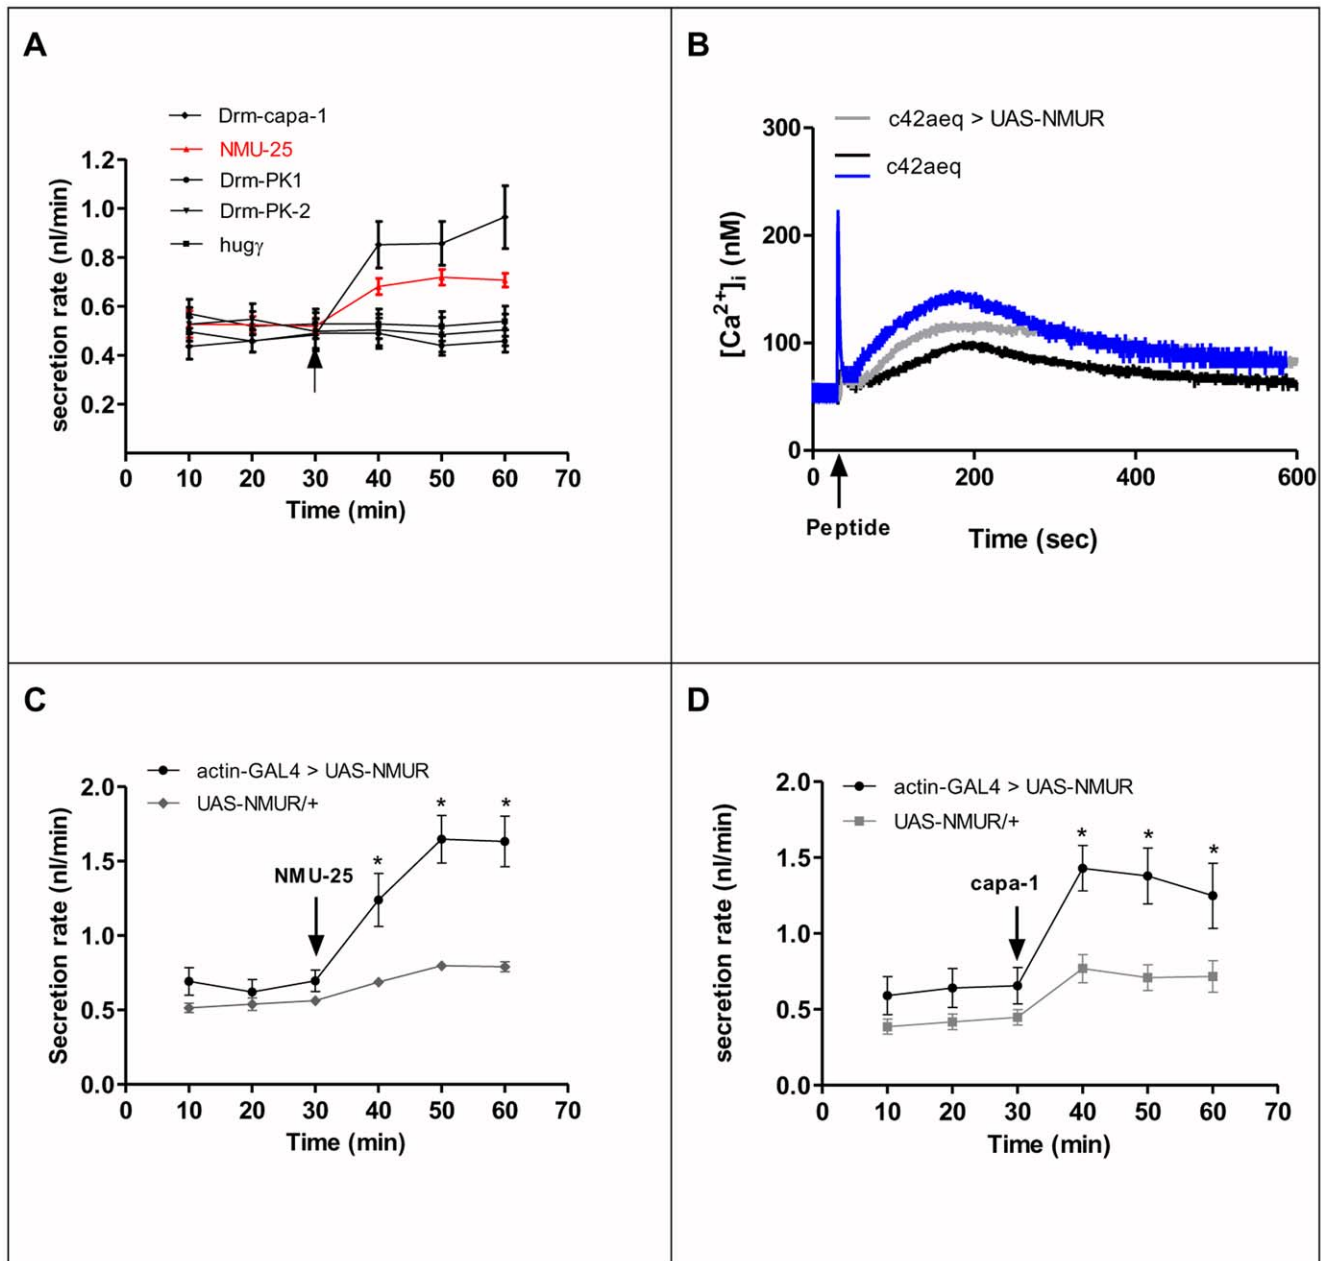 A
Drm-capa-1
NMU-25
Drm-PK1
Drm-PK-2
hugγ
secretion rate (nl/min)
1.2
1.0
0.8
0.6
0.4
0.2
0 10 20 30 40 50 60 70
Time (min)
B
c42aeq > UAS-NMUR
c42aeq
[Ca2+]i (nM)
300
200
100
0
0 200 400 600
Peptide
Time (sec)
C
actin-GAL4 > UAS-NMUR
UAS-NMUR/+
Secretion rate (nl/min)
2.0
1.5
1.0
0.5
0.0
NMU-25
* * *
0 10 20 30 40 50 60 70
Time (min)
D
actin-GAL4 > UAS-NMUR
UAS-NMUR/+
secretion rate (nl/min)
2.0
1.5
1.0
0.5
0.0
capa-1
* * *
0 10 20 30 40 50 60 70
Time (min)